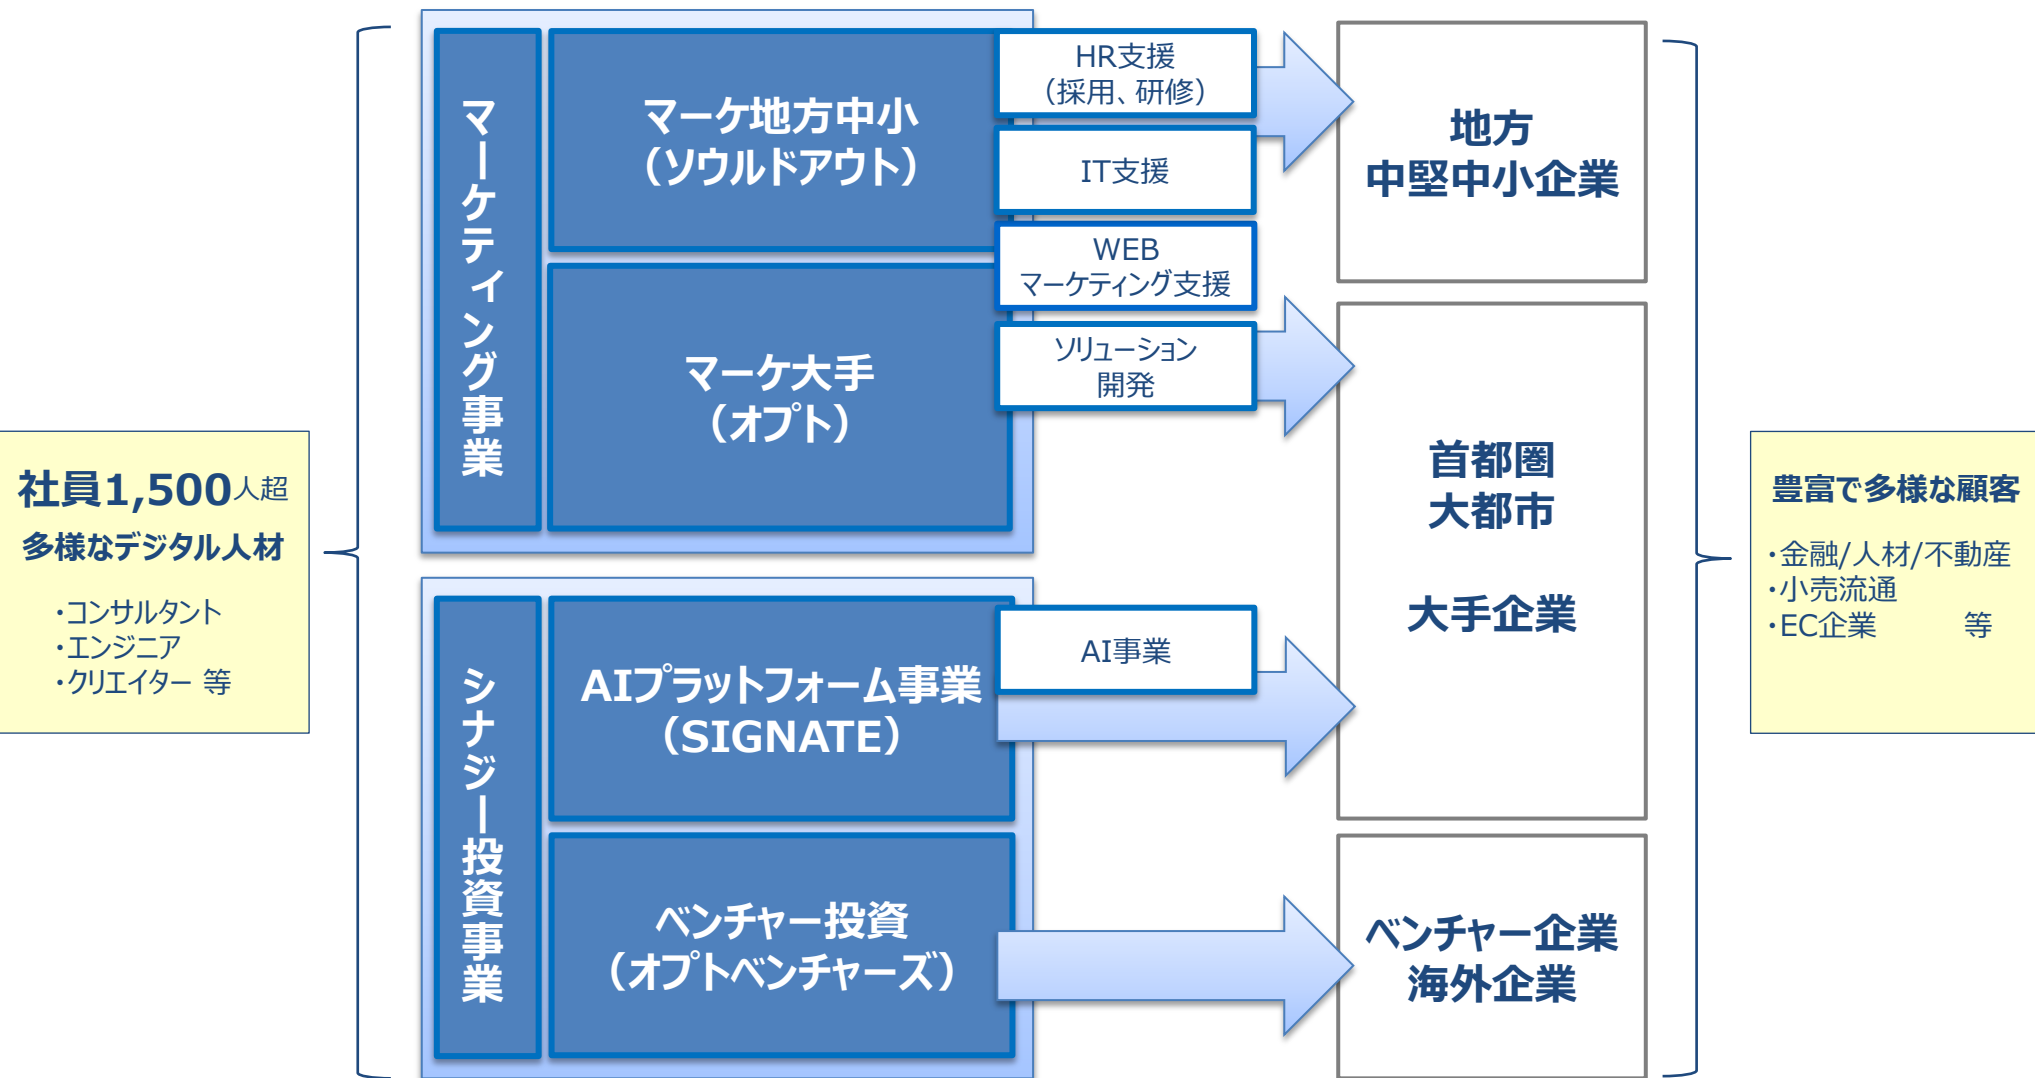 社員1,500人超
多様なデジタル人材
・コンサルタント
・エンジニア
・クリエイター 等
マーケティング事業
マーケ地方中小
（ソウルドアウト）
マーケ大手
（オプト）
HR支援
（採用、研修）
IT支援
WEB
マーケティング支援
ソリューション
開発
シナジー投資事業
AIプラットフォーム事業
（SIGNATE）
AI事業
ベンチャー投資
（オプトベンチャーズ）
地方
中堅中小企業
首都圏
大都市
大手企業
ベンチャー企業
海外企業
豊富で多様な顧客
・金融/人材/不動産
・小売流通
・EC企業 等